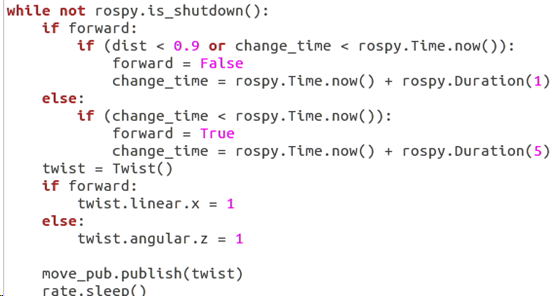 while not rospy.is_shutdown():
    if forward:
        if (dist < 0.9 or change_time < rospy.Time.now()):
            forward = False
            change_time = rospy.Time.now() + rospy.Duration(1)
    else:
        if (change_time < rospy.Time.now()):
            forward = True
            change_time = rospy.Time.now() + rospy.Duration(5)
    twist = Twist()
    if forward:
        twist.linear.x = 1
    else:
        twist.angular.z = 1

    move_pub.publish(twist)
    rate.sleep()